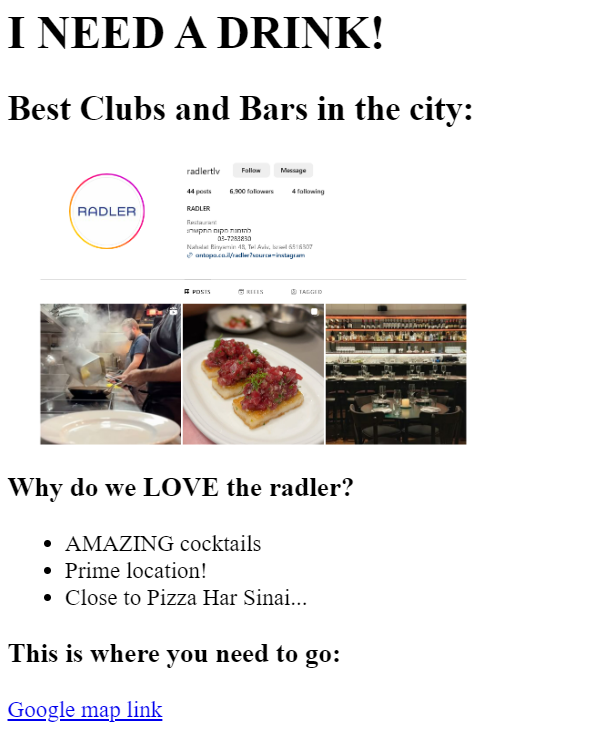 I NEED A DRINK!
Best Clubs and Bars in the city:
radlertlv Follow Message
44 posts 6,900 followers 4 following
RADLER
RADLER
Restaurant
להזמנת מקום התקשרו:
03-7283830
Nahalat Binyamin 48, Tel Aviv, Israel 6316307
ontopo.co.il/radler?source=instagram
POSTS REELS TAGGED
Why do we LOVE the radler?
• AMAZING cocktails
• Prime location!
• Close to Pizza Har Sinai...
This is where you need to go:
Google map link